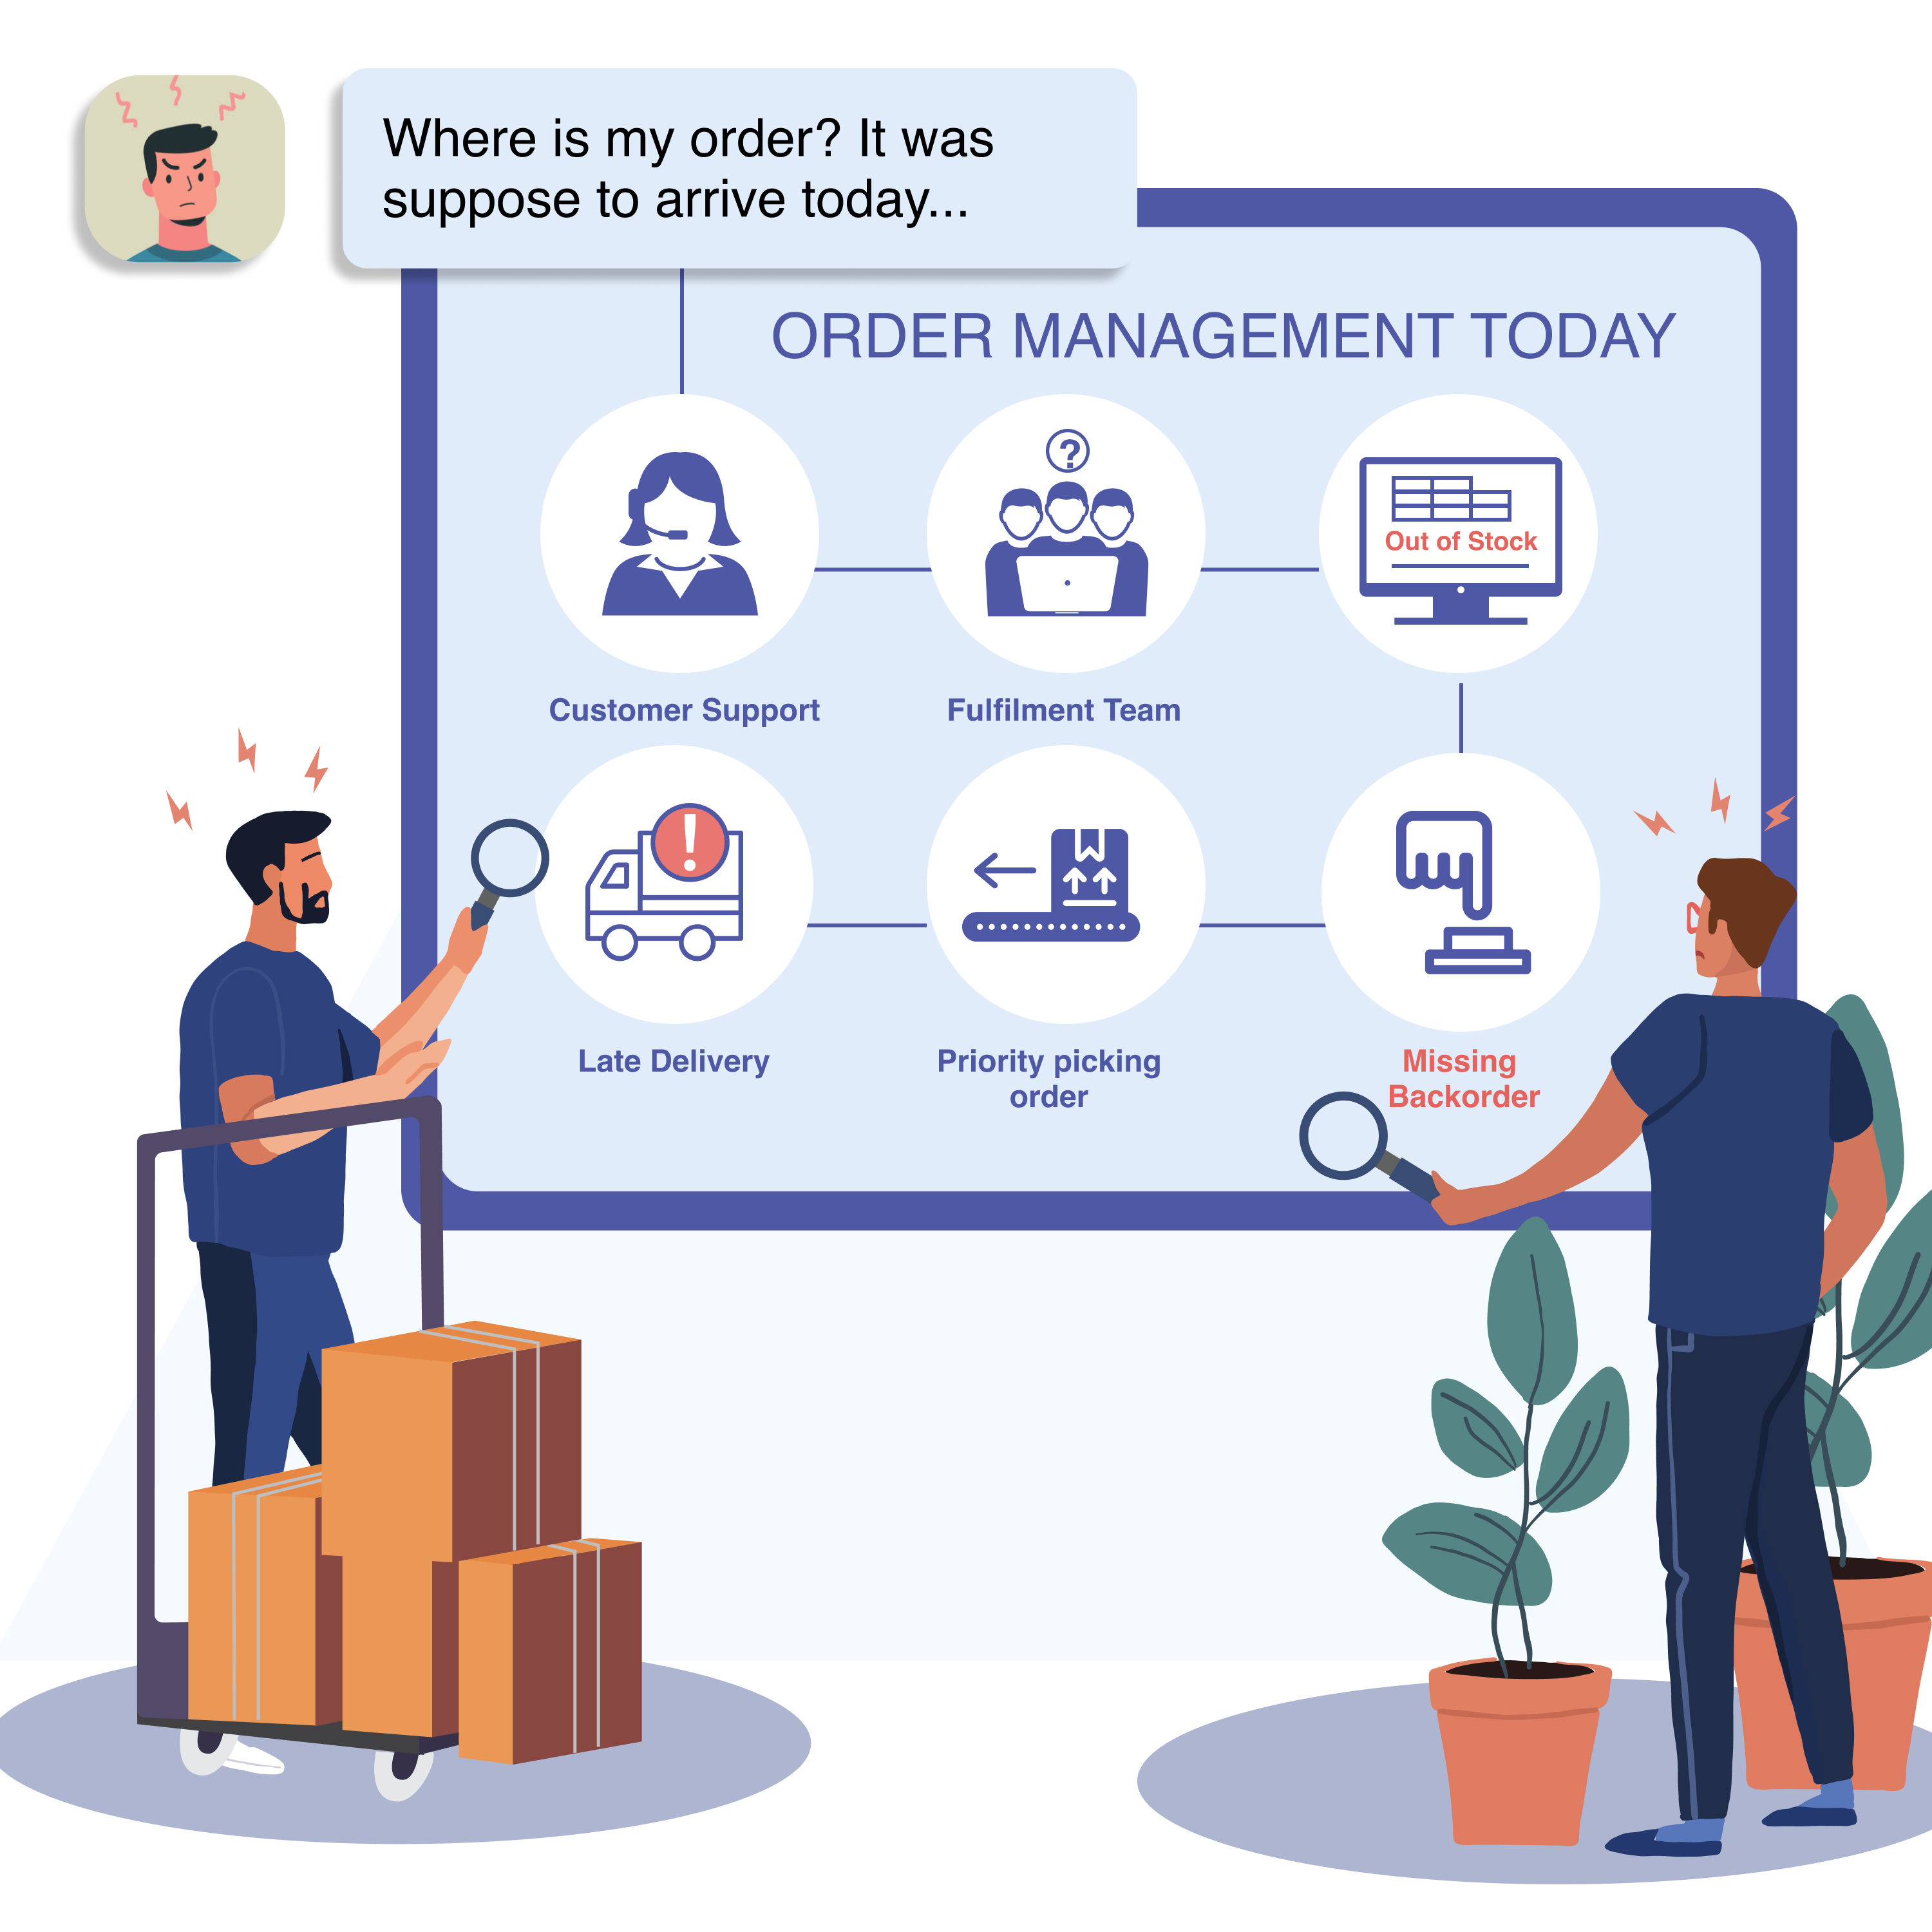 Where is my order? It was
suppose to arrive today...
ORDER MANAGEMENT TODAY
?
Out of Stock
Customer Support
Fulfilment Team
!
Late Delivery
Priority picking
order
Missing
Backorder